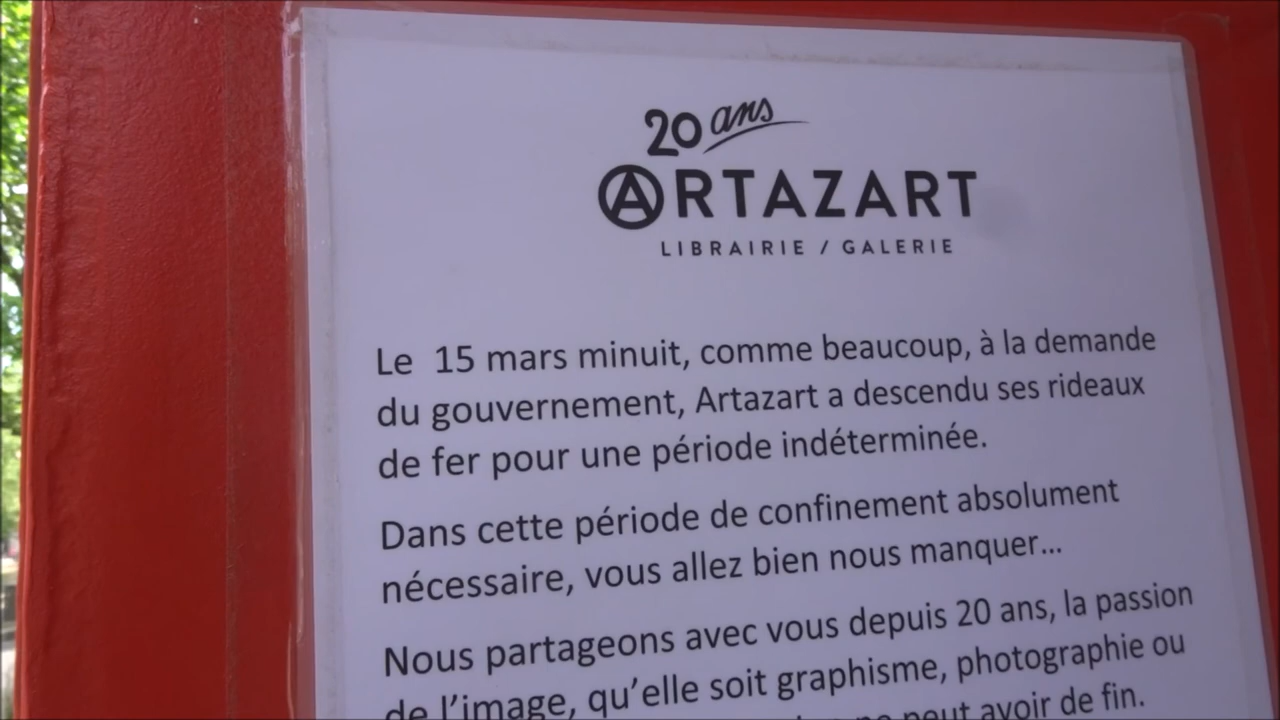 20 ans
ARTAZART
LIBRAIRIE / GALERIE
Le 15 mars minuit, comme beaucoup, à la demande
du gouvernement, Artazart a descendu ses rideaux
de fer pour une période indéterminée.
Dans cette période de confinement absolument
nécessaire, vous allez bien nous manquer...
Nous partageons avec vous depuis 20 ans, la passion
de l'image, qu'elle soit graphisme, photographie ou
ne peut avoir de fin.